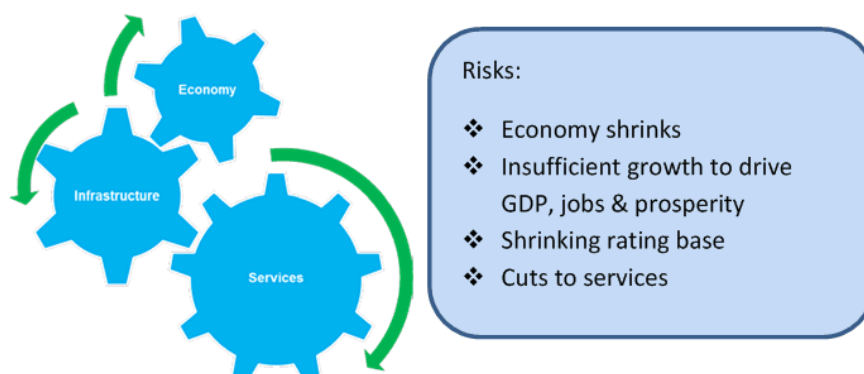 Economy
Infrastructure
Services
Risks:
❖ Economy shrinks
❖ Insufficient growth to drive
GDP, jobs & prosperity
❖ Shrinking rating base
❖ Cuts to services